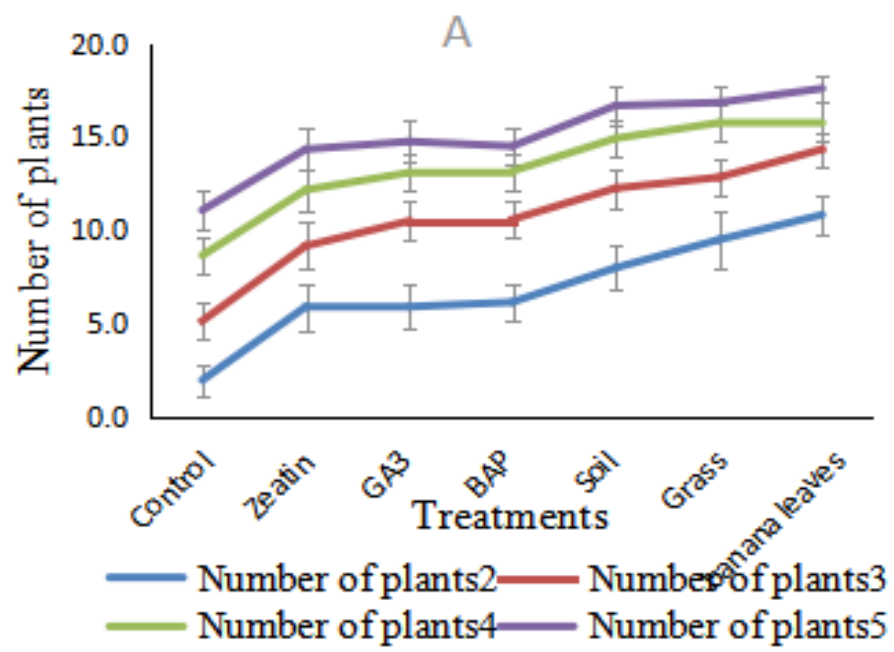 A
20.0
15.0
10.0
5.0
0.0
Number of plants
Control
Zeatin
GA3
BAP
Soil
Grass
banana leaves
Treatments
Number of plants2
Number of plants3
Number of plants4
Number of plants5